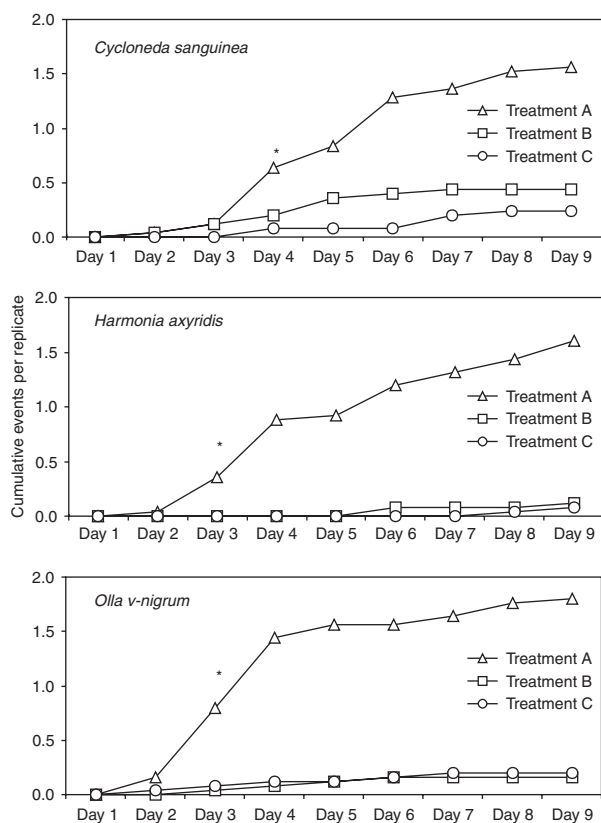 Cumulative events per replicate
2.0
Cycloneda sanguinea
1.5
*
Treatment A
1.0
Treatment B
Treatment C
0.5
0.0
Day 1 Day 2 Day 3 Day 4 Day 5 Day 6 Day 7 Day 8 Day 9
2.0
Harmonia axyridis
1.5
Treatment A
1.0
Treatment B
*
Treatment C
0.5
0.0
Day 1 Day 2 Day 3 Day 4 Day 5 Day 6 Day 7 Day 8 Day 9
2.0
Olla v-nigrum
1.5
Treatment A
*
Treatment B
1.0
Treatment C
0.5
0.0
Day 1 Day 2 Day 3 Day 4 Day 5 Day 6 Day 7 Day 8 Day 9